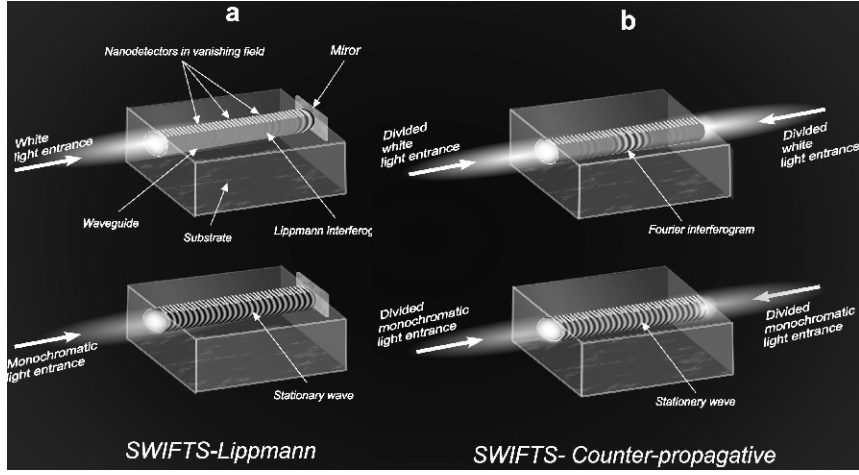 a
b
Nanodetectors in vanishing field
Miror
White
light entrance
Waveguide
Substrate
Lippmann Interferog
Divided
white
light entrance
Divided
white
light entrance
Fourier interferogram
Monochromatic
light entrance
Stationary wave
Divided
monochromatic
light entrance
Divided
monochromatic
light entrance
Stationery wave
SWIFTS-Lippmann
SWIFTS- Counter-propagative